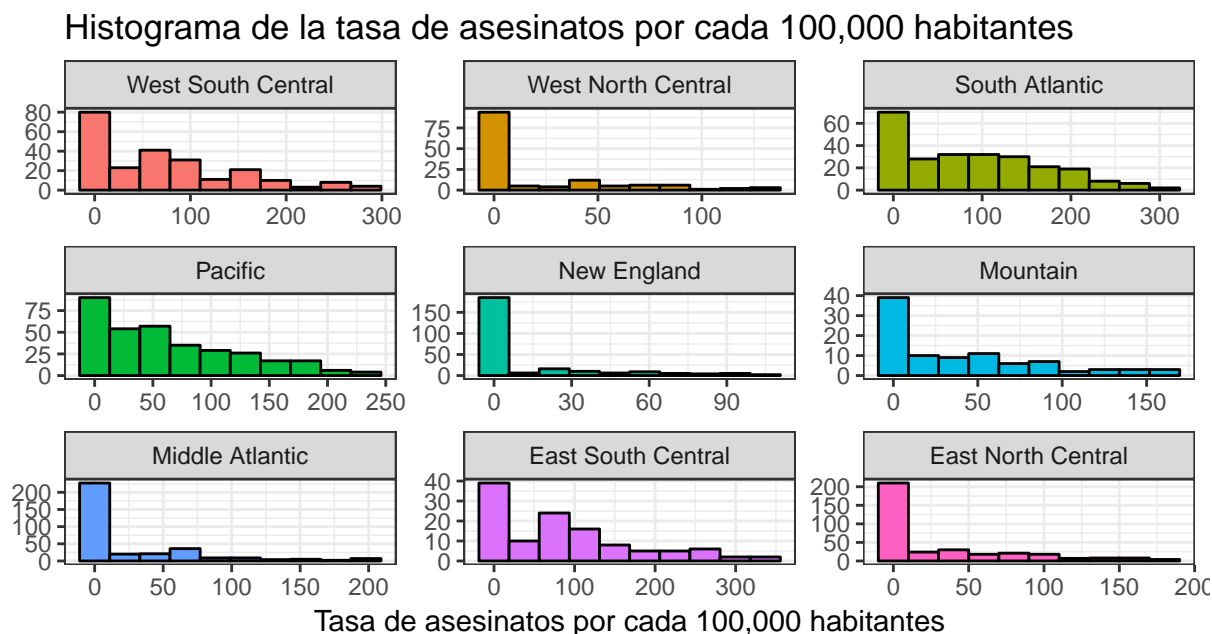 Histograma de la tasa de asesinatos por cada 100,000 habitantes
West South Central
80
60
40
20
0
0 100 200 300
West North Central
75
50
25
0
0 50 100
South Atlantic
60
40
20
0
0 100 200 300
Pacific
75
50
25
0
0 50 100 150 200 250
New England
150
100
50
0
0 30 60 90
Mountain
40
30
20
10
0
0 50 100 150
Middle Atlantic
200
150
100
50
0
0 50 100 150 200
East South Central
40
30
20
10
0
0 100 200 300
East North Central
200
150
100
50
0
0 50 100 150 200
Tasa de asesinatos por cada 100,000 habitantes